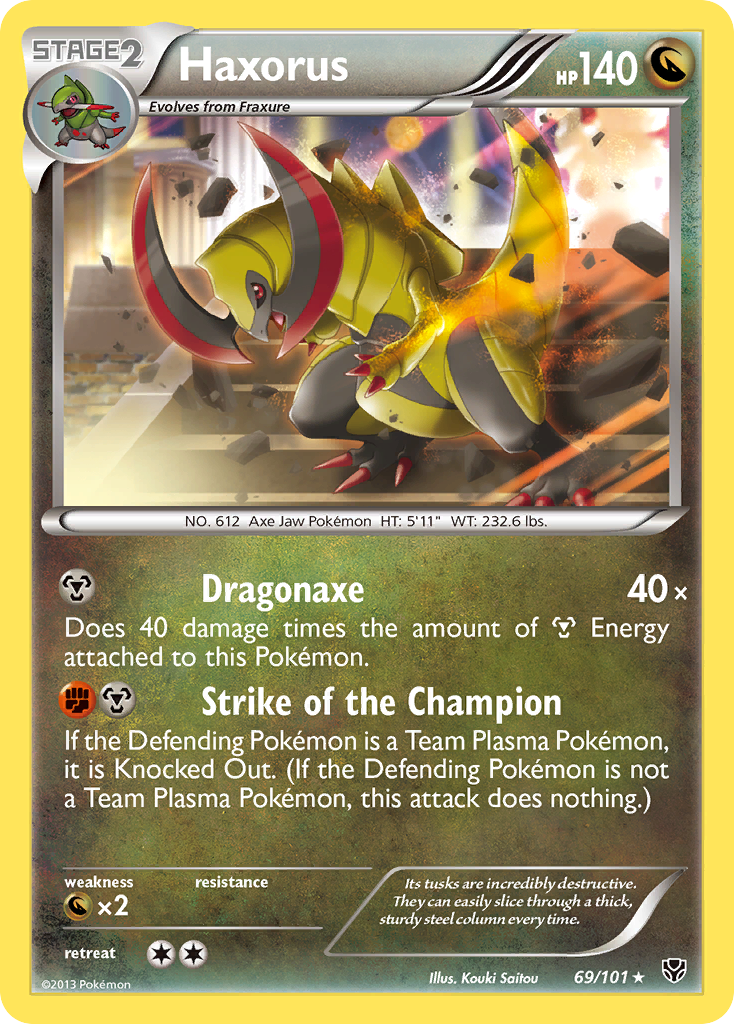 STAGE2
Haxorus
HP140
Evolves from Fraxure
NO. 612 Axe Jaw Pokémon HT: 5'11" WT: 232.6 lbs.
Dragonaxe 40×
Does 40 damage times the amount of Energy
attached to this Pokémon.
Strike of the Champion
If the Defending Pokémon is a Team Plasma Pokémon,
it is Knocked Out. (If the Defending Pokémon is not
a Team Plasma Pokémon, this attack does nothing.)
weakness resistance
×2
Its tusks are incredibly destructive.
They can easily slice through a thick,
sturdy steel column every time.
retreat
©2013 Pokémon
Illus. Kouki Saitou
69/101 ★